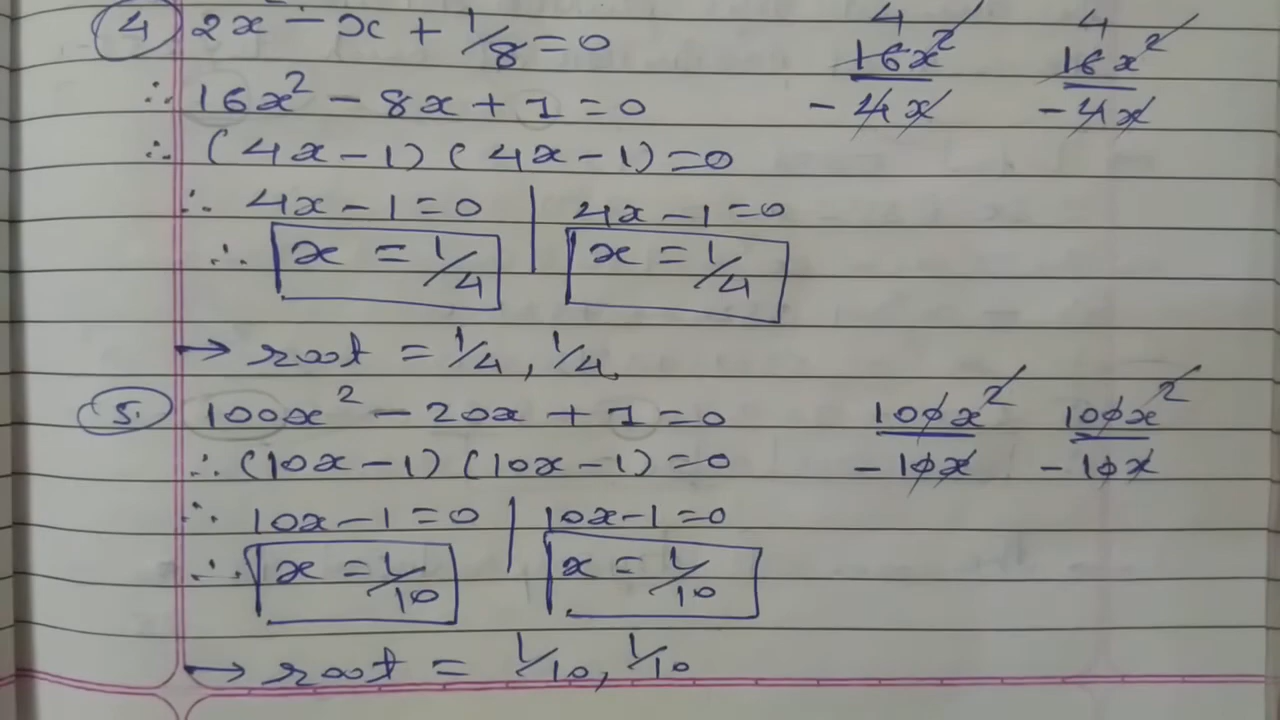 4 2x² - x + 1/8 = 0
∴ 16x² - 8x + 1 = 0
∴ (4x - 1) (4x - 1) = 0
∴ 4x - 1 = 0 | 4x - 1 = 0
∴ x = 1/4 | x = 1/4
→ root = 1/4, 1/4
4 4
16x² 16x²
- 4x - 4x
5. 100x² - 20x + 1 = 0
∴ (10x - 1) (10x - 1) = 0
∴ 10x - 1 = 0 | 10x - 1 = 0
∴ x = 1/10 | x = 1/10
→ root = 1/10, 1/10
100x² 100x²
- 10x - 10x